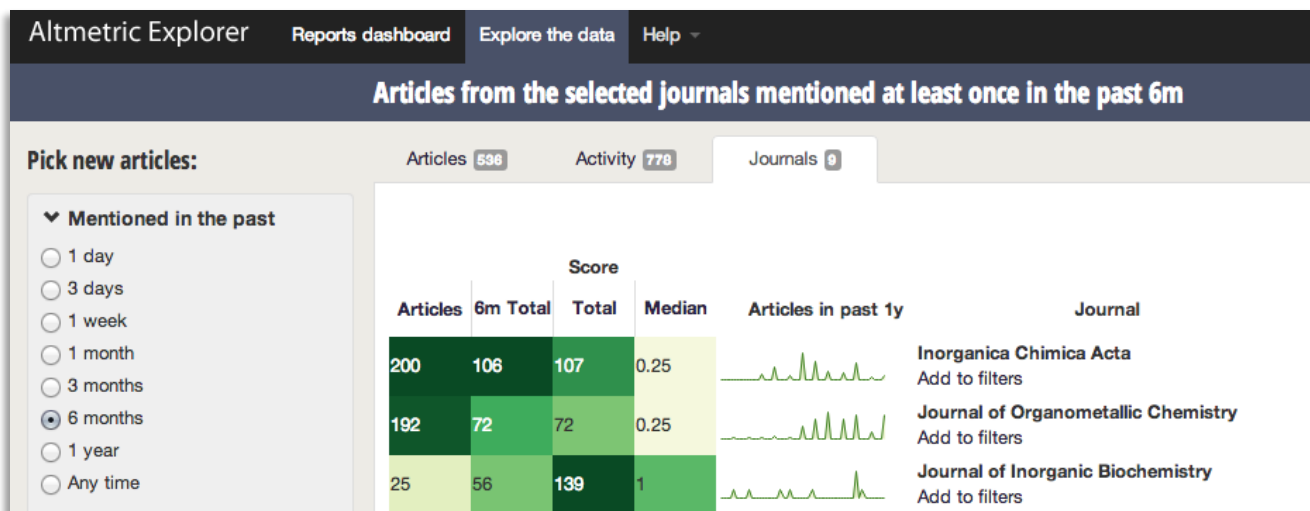 Altmetric Explorer Reports dashboard Explore the data Help
Articles from the selected journals mentioned at least once in the past 6m
Pick new articles:
Articles 536 Activity 778 Journals 9
Mentioned in the past
1 day
3 days
1 week
1 month
3 months
6 months
1 year
Any time
Score
Articles 6m Total Total Median Articles in past 1y Journal
200 106 107 0.25 Inorganica Chimica Acta
Add to filters
192 72 72 0.25 Journal of Organometallic Chemistry
Add to filters
25 56 139 1 Journal of Inorganic Biochemistry
Add to filters